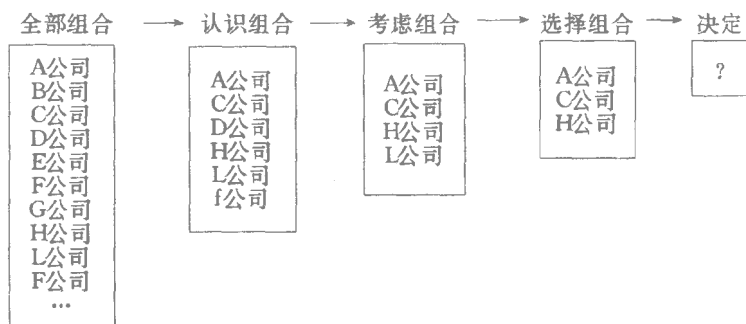 全部组合 → 认识组合 → 考虑组合 → 选择组合 → 决定
A公司
B公司
C公司
D公司
E公司
F公司
G公司
H公司
L公司
F公司
…
A公司
C公司
D公司
H公司
L公司
f公司
A公司
C公司
H公司
L公司
A公司
C公司
H公司
?